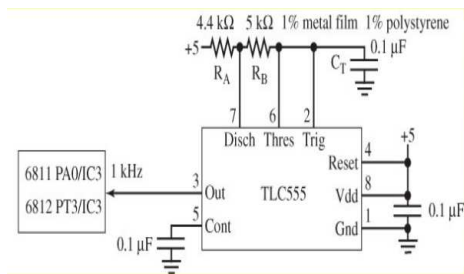 4.4 kΩ 5 kΩ 1% metal film 1% polystyrene
+5 0.1 µF
R_A R_B C_T
7 6 2
Disch Thres Trig
4 +5
Reset
6811 PA0/IC3 1 kHz 3 Out TLC555 Vdd 8
6812 PT3/IC3
5 Cont Gnd 1 0.1 µF
0.1 µF